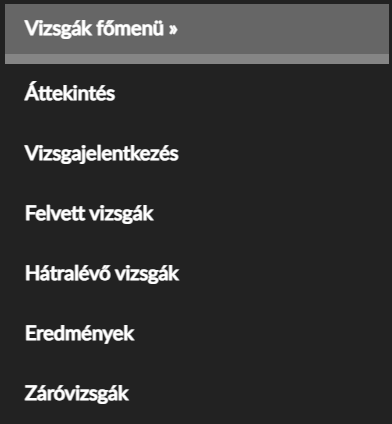 Vizsgák főmenü »
Áttekintés
Vizsgajelentkezés
Felvett vizsgák
Hátralévő vizsgák
Eredmények
Záróvizsgák